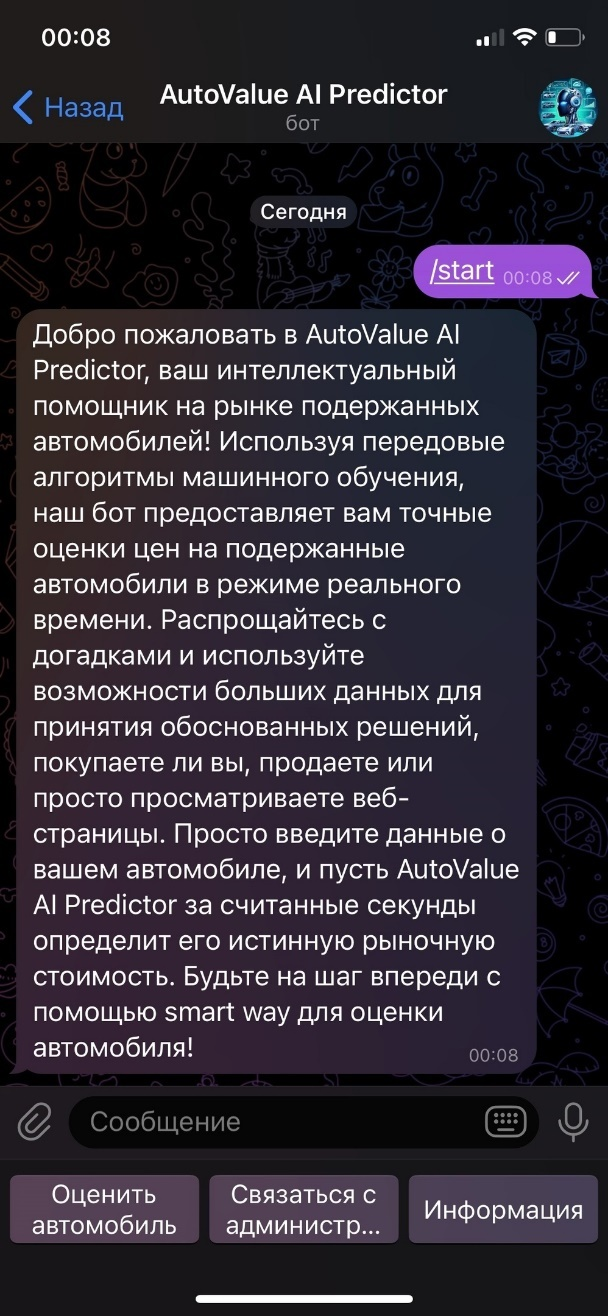 00:08
Назад
AutoValue AI Predictor
бот
Сегодня
/start 00:08
Добро пожаловать в AutoValue AI
Predictor, ваш интеллектуальный
помощник на рынке подержанных
автомобилей! Используя передовые
алгоритмы машинного обучения,
наш бот предоставляет вам точные
оценки цен на подержанные
автомобили в режиме реального
времени. Распрощайтесь с
догадками и используйте
возможности больших данных для
принятия обоснованных решений,
покупаете ли вы, продаете или
просто просматриваете веб-
страницы. Просто введите данные о
вашем автомобиле, и пусть AutoValue
AI Predictor за считанные секунды
определит его истинную рыночную
стоимость. Будьте на шаг впереди с
помощью smart way для оценки
автомобиля!
00:08
Сообщение
Оценить
автомобиль
Связаться с
администр...
Информация